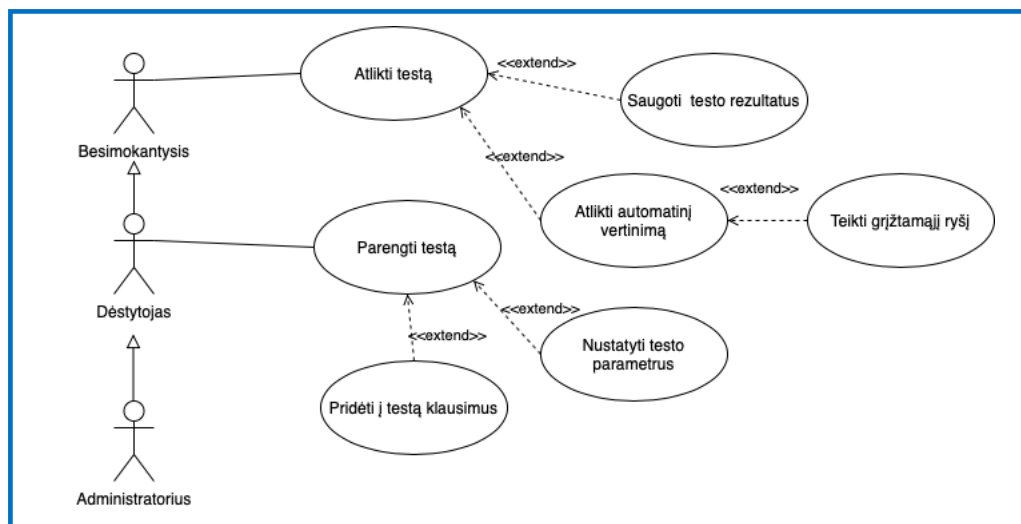 Atlikti testą
<<extend>>
Saugoti testo rezultatus
Besimokantysis
<<extend>>
<<extend>>
Atlikti automatinį
vertinimą
Teikti grįžtamąjį ryšį
Parengti testą
Dėstytojas
<<extend>>
<<extend>>
Nustatyti testo
parametrus
Pridėti į testą klausimus
Administratorius